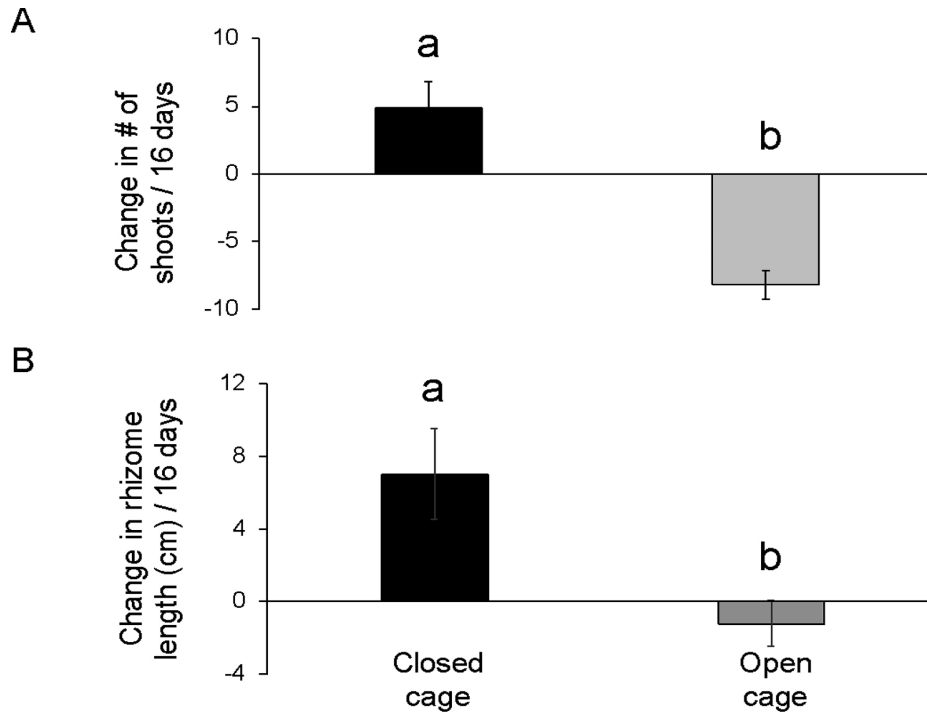 A
Change in # of
shoots / 16 days
10
5
0
-5
-10
a
b
B
Change in rhizome
length (cm) / 16 days
12
8
4
0
-4
a
b
Closed
cage
Open
cage